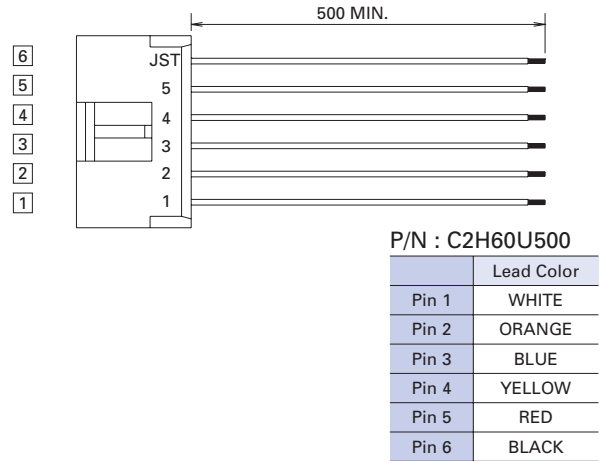 500 MIN.
6 JST
5 5
4 4
3 3
2 2
1 1
P/N : C2H60U500
Lead Color
Pin 1 WHITE
Pin 2 ORANGE
Pin 3 BLUE
Pin 4 YELLOW
Pin 5 RED
Pin 6 BLACK